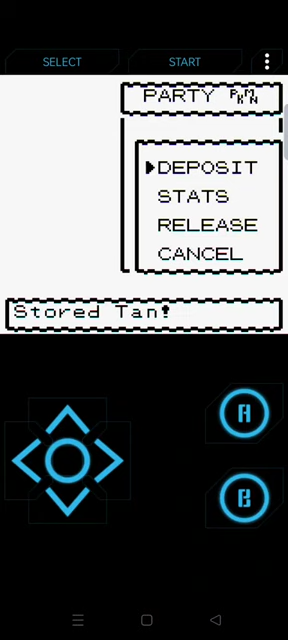 SELECT
START
PARTY PKMN
DEPOSIT
STATS
RELEASE
CANCEL
Stored Tan!
A
B